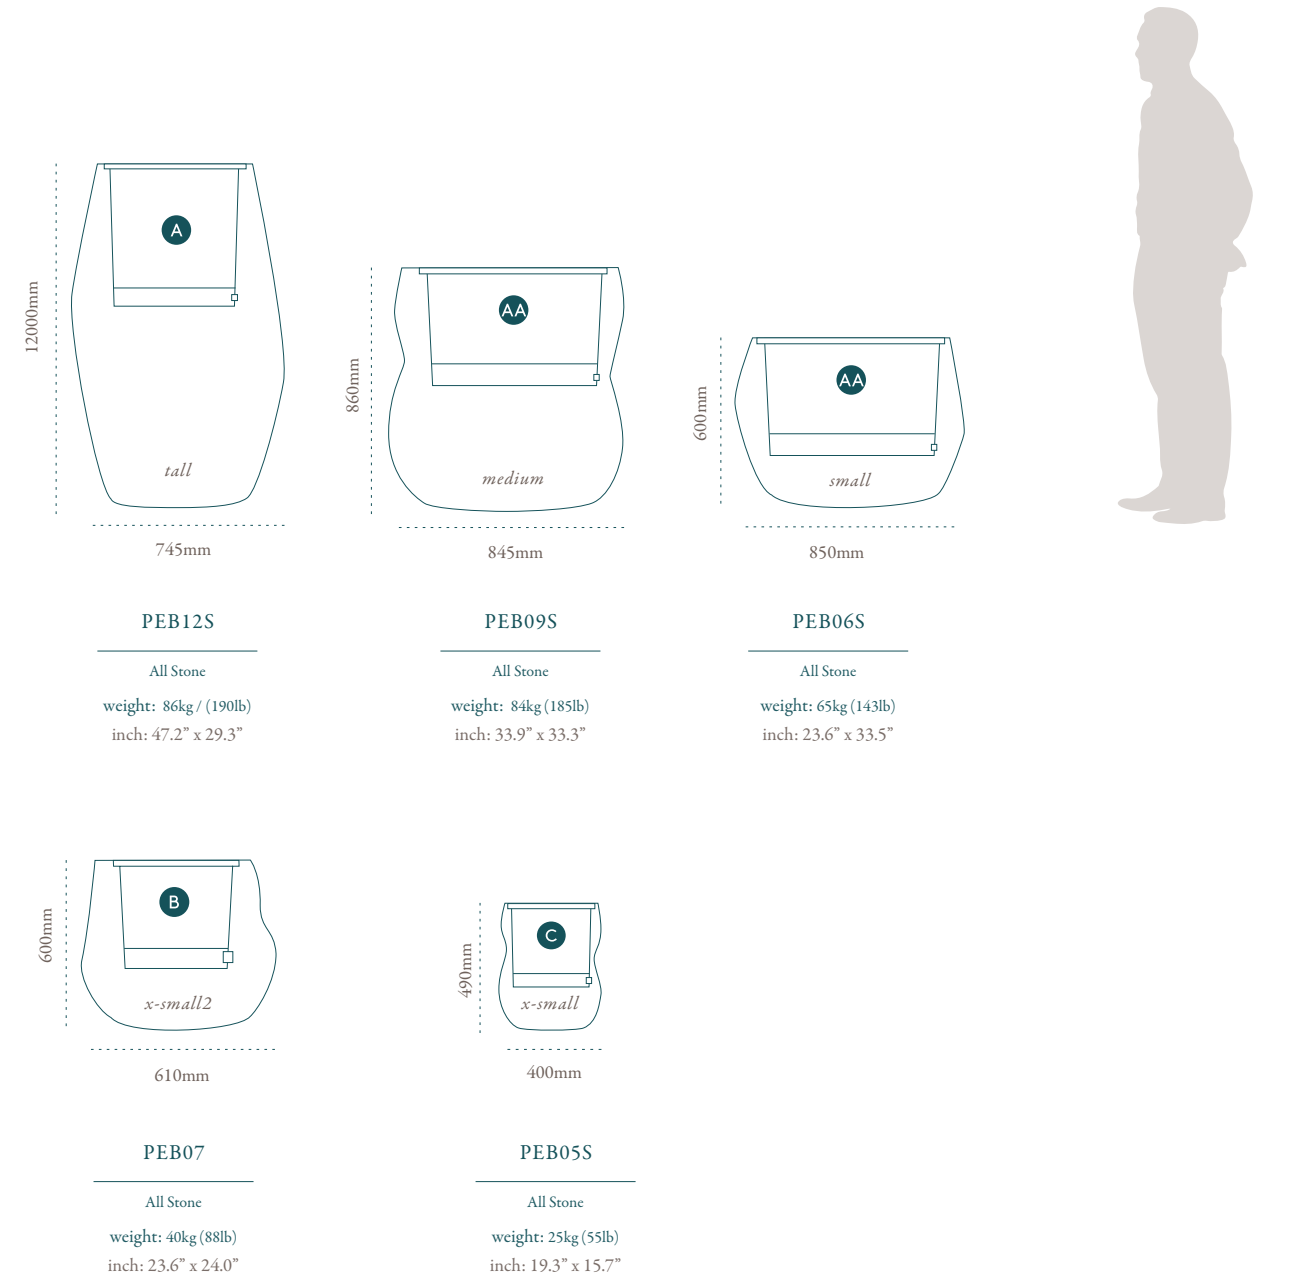 A
12000mm
tall
745mm
AA
860mm
medium
845mm
AA
600mm
small
850mm
PEB12S
All Stone
weight: 86kg / (190lb)
inch: 47.2” x 29.3”
PEB09S
All Stone
weight: 84kg (185lb)
inch: 33.9” x 33.3”
PEB06S
All Stone
weight: 65kg (143lb)
inch: 23.6” x 33.5”
B
600mm
x-small2
610mm
C
490mm
x-small
400mm
PEB07
All Stone
weight: 40kg (88lb)
inch: 23.6” x 24.0”
PEB05S
All Stone
weight: 25kg (55lb)
inch: 19.3” x 15.7”